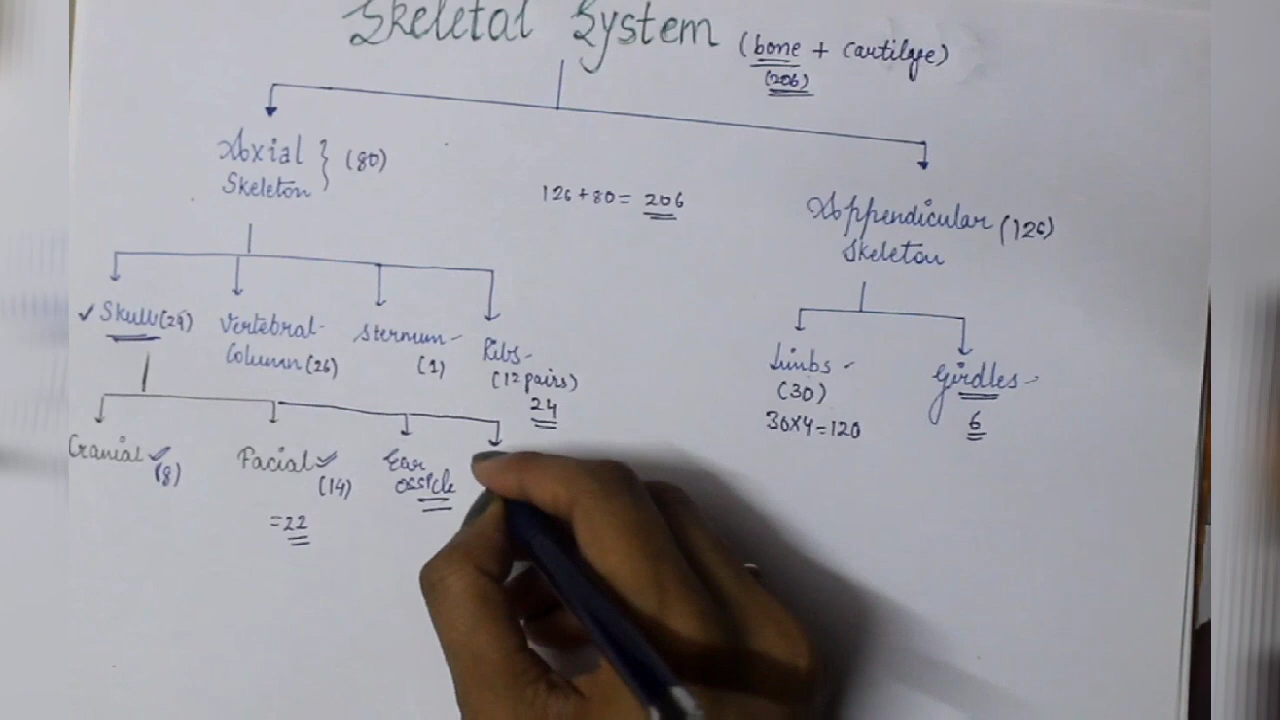 Skeletal System
(bone + Cartilage)
(206)
Axial
Skeleton
(80)
126+80= 206
Appendicular (126)
Skeleton
Skull(29)
Vertebral-
Column(26)
Sternum-
(1)
Ribs-
(12 pairs)
24
Limbs -
(30)
30x4=120
Girdles-
6
Cranial
(8)
Facial
(14)
=22
Ear
ossicle